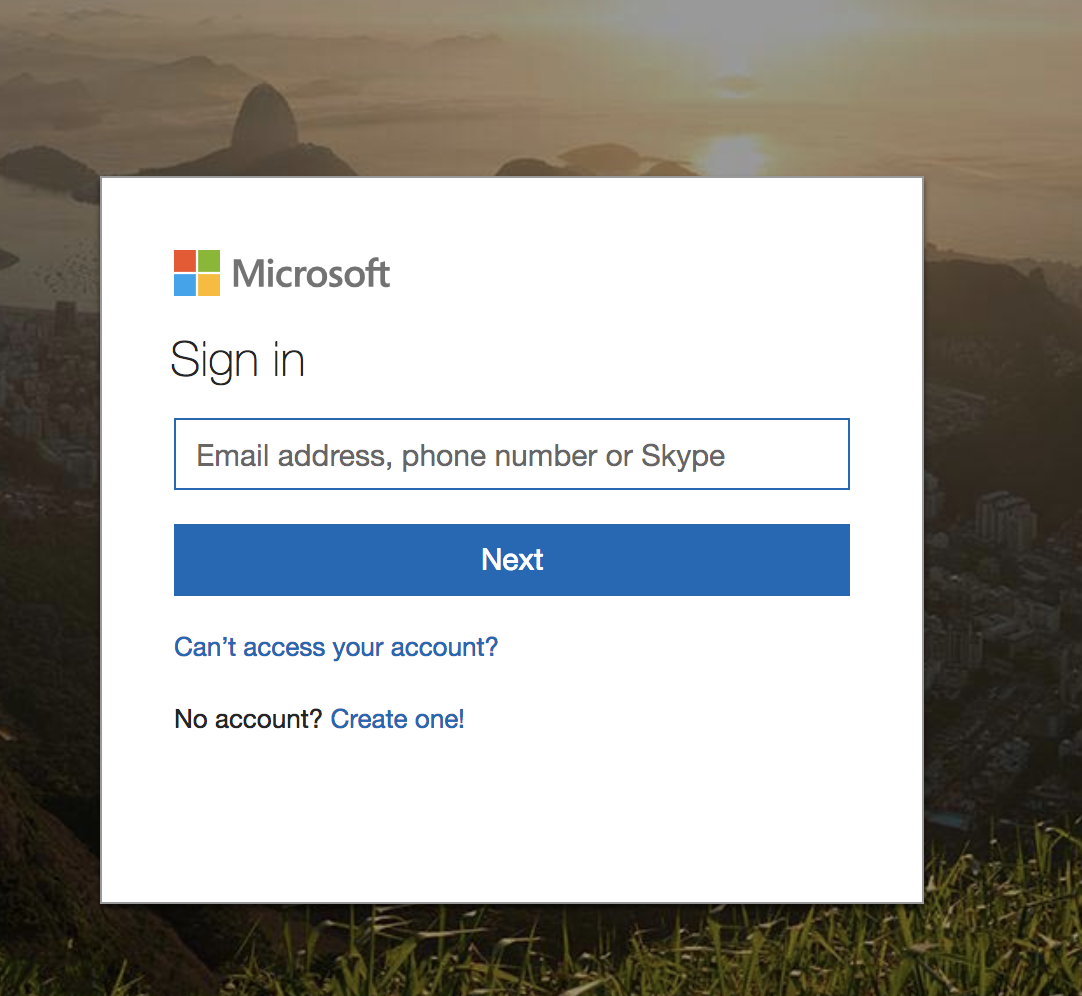 Microsoft
Sign in
Email address, phone number or Skype
Next
Can’t access your account?
No account? Create one!